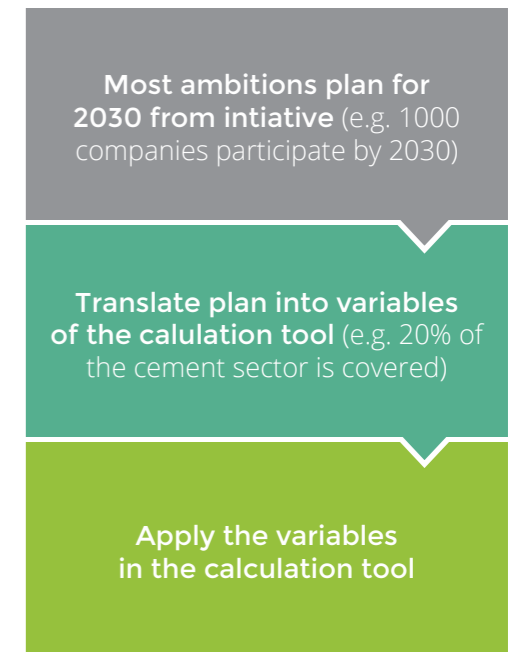 Most ambitions plan for
2030 from intiative (e.g. 1000
companies participate by 2030)
Translate plan into variables
of the calulation tool (e.g. 20% of
the cement sector is covered)
Apply the variables
in the calculation tool